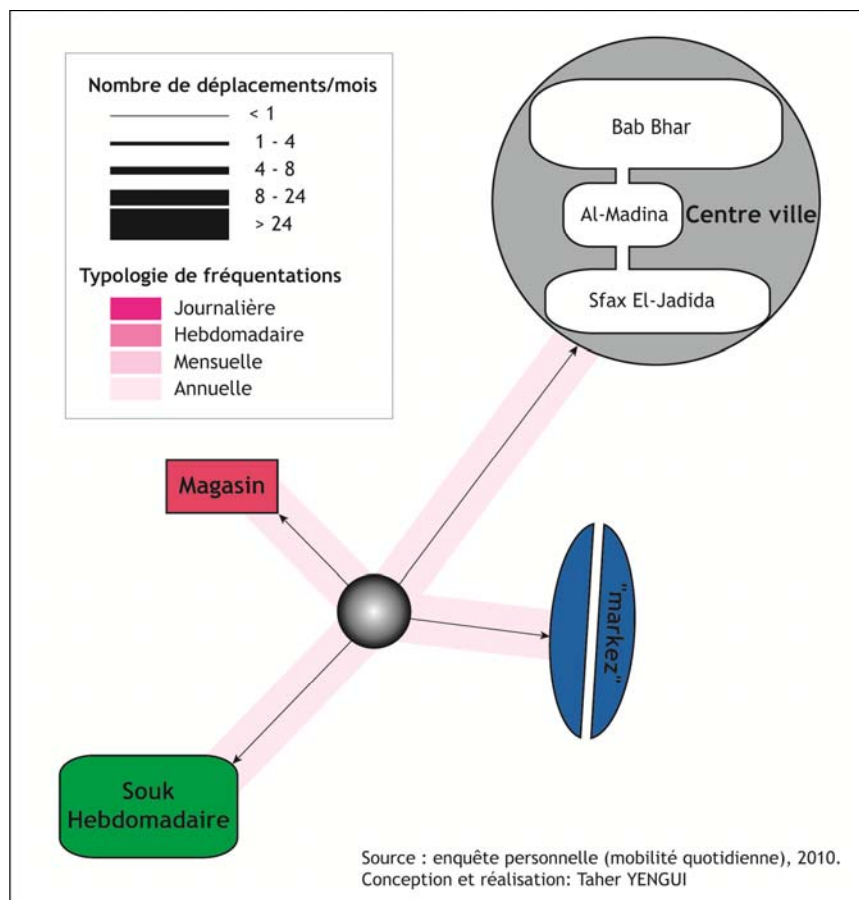 Nombre de déplacements/mois
< 1
1 - 4
4 - 8
8 - 24
> 24
Typologie de fréquentations
Journalière
Hebdomadaire
Mensuelle
Annuelle
Bab Bhar
Al-Madina
Centre ville
Sfax El-Jadida
Magasin
"markez"
Souk
Hebdomadaire
Source : enquête personnelle (mobilité quotidienne), 2010.
Conception et réalisation: Taher YENGUI